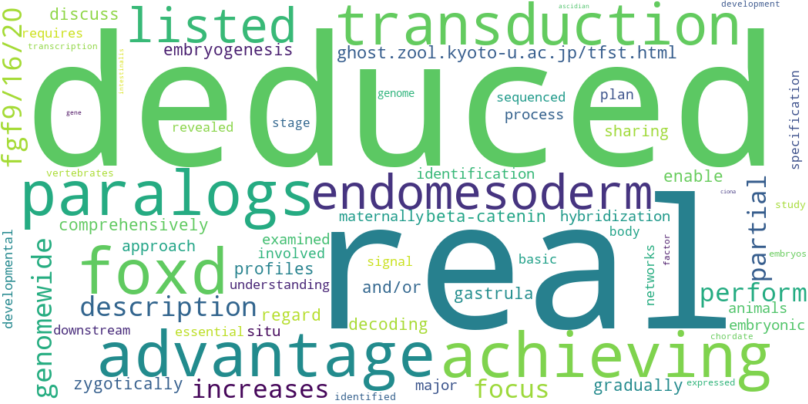 discuss
requires
transcription
fgf9/16/20
listed
embryogenesis
transduction
ascidian
development
ghost.zool.kyoto-u.ac.jp/tfst.html
deduced
gastrointestinalis
gene
revealed
stage
genome
sequenced
process
plan
sharing
specification
vertebrates
paralogs
endomesoderm
identification
enable
partial
study
comprehensively
maternally
beta-catenin
hybridization
ciona
developmental
genomewide
approach
foxd
examined
involved
profiles
understanding
real
signal
and/or
basic
gastrula
body
networks
factor
embryos
perform
animals
embryonic
description
regard
decoding
downstream
essential
situ
chordate
advantage
achieving
zygotically
increases
identified
major
focus
gradually
expressed